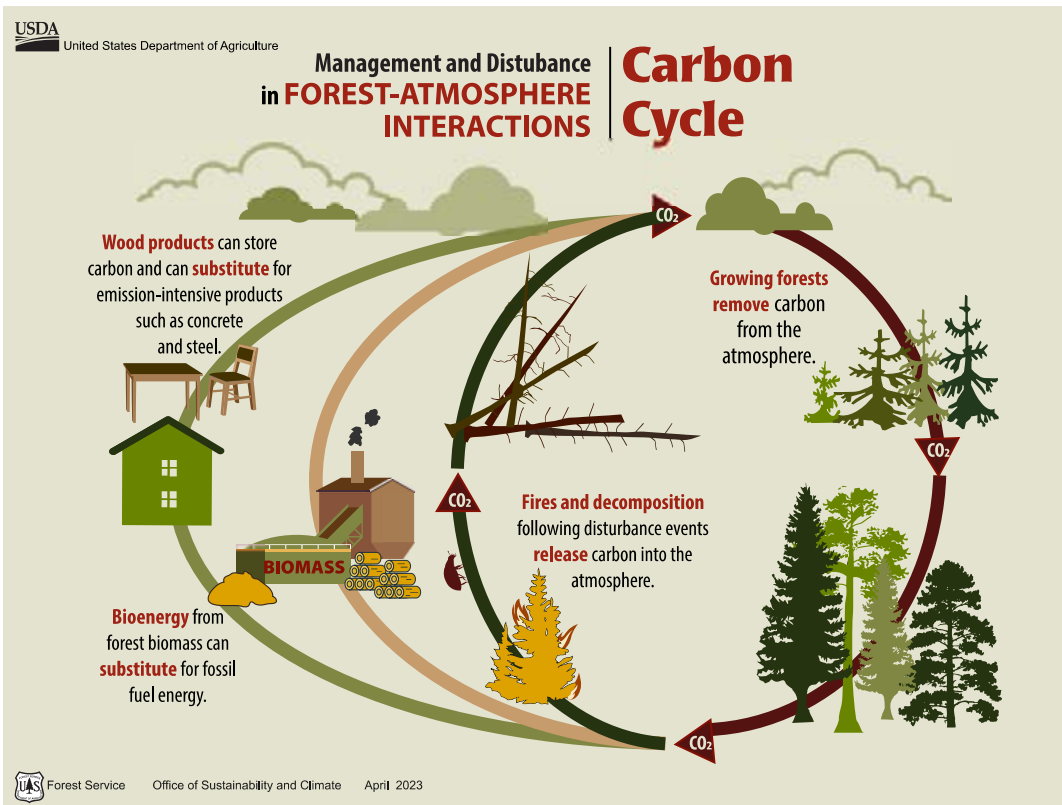 USDA
United States Department of Agriculture
Management and Distubance
in FOREST-ATMOSPHERE
INTERACTIONS
Carbon
Cycle
CO₂
Wood products can store
carbon and can substitute for
emission-intensive products
such as concrete
and steel.
Growing forests
remove carbon
from the
atmosphere.
CO₂
CO₂
Fires and decomposition
following disturbance events
release carbon into the
atmosphere.
BIOMASS
Bioenergy from
forest biomass can
substitute for fossil
fuel energy.
CO₂
U S
Forest Service Office of Sustainability and Climate April 2023